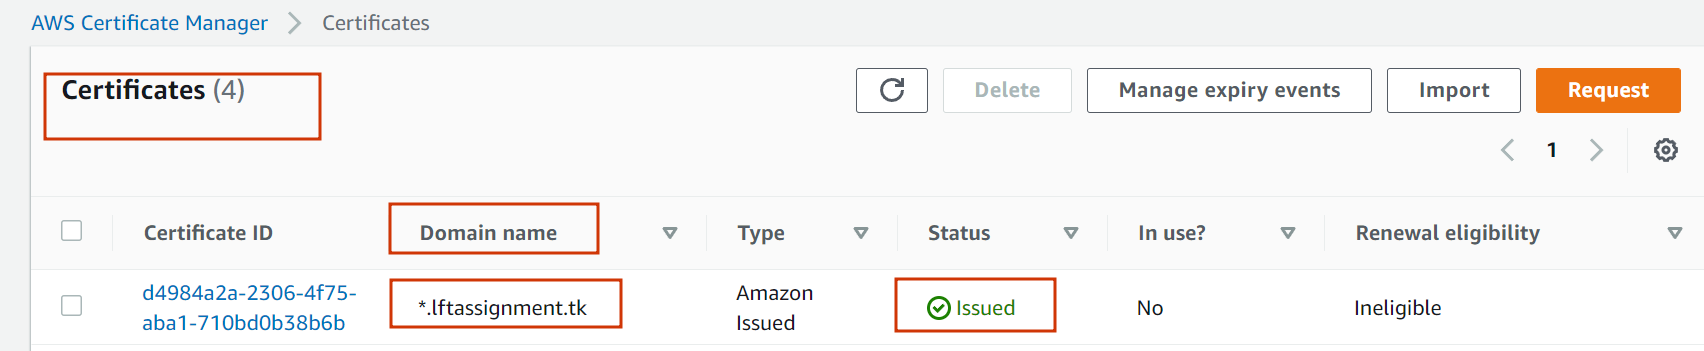 AWS Certificate Manager > Certificates
Certificates (4)
Delete
Manage expiry events
Import
Request
1
Certificate ID
Domain name
Type
Status
In use?
Renewal eligibility
d4984a2a-2306-4f75-
aba1-710bd0b38b6b
*.lftassignment.tk
Amazon
Issued
Issued
No
Ineligible